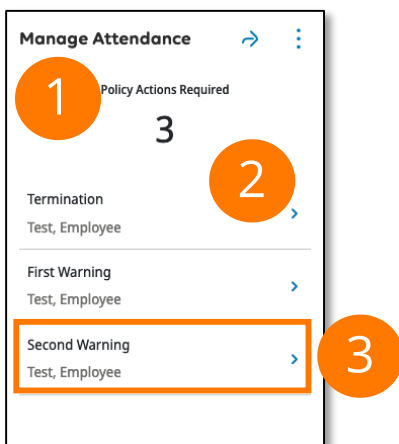 Manage Attendance
1
Policy Actions Required
3
2
Termination
Test, Employee
First Warning
Test, Employee
Second Warning
Test, Employee
3